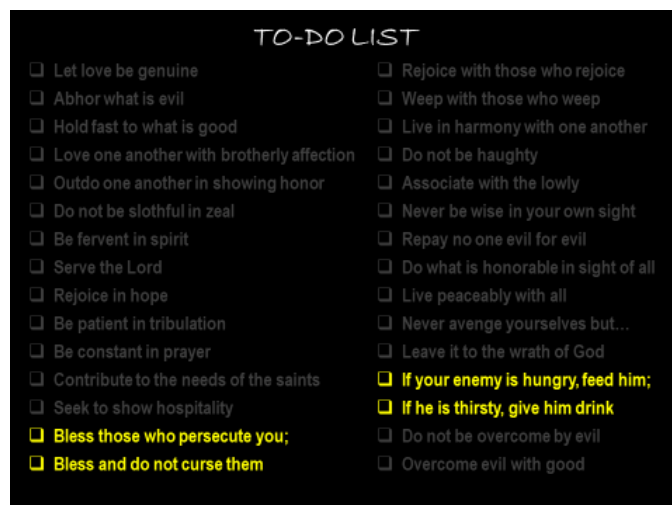 TO-DO LIST
❑ Let love be genuine
❑ Abhor what is evil
❑ Hold fast to what is good
❑ Love one another with brotherly affection
❑ Outdo one another in showing honor
❑ Do not be slothful in zeal
❑ Be fervent in spirit
❑ Serve the Lord
❑ Rejoice in hope
❑ Be patient in tribulation
❑ Be constant in prayer
❑ Contribute to the needs of the saints
❑ Seek to show hospitality
❑ Bless those who persecute you;
❑ Bless and do not curse them
❑ Rejoice with those who rejoice
❑ Weep with those who weep
❑ Live in harmony with one another
❑ Do not be haughty
❑ Associate with the lowly
❑ Never be wise in your own sight
❑ Repay no one evil for evil
❑ Do what is honorable in sight of all
❑ Live peaceably with all
❑ Never avenge yourselves but…
❑ Leave it to the wrath of God
❑ If your enemy is hungry, feed him;
❑ If he is thirsty, give him drink
❑ Do not be overcome by evil
❑ Overcome evil with good